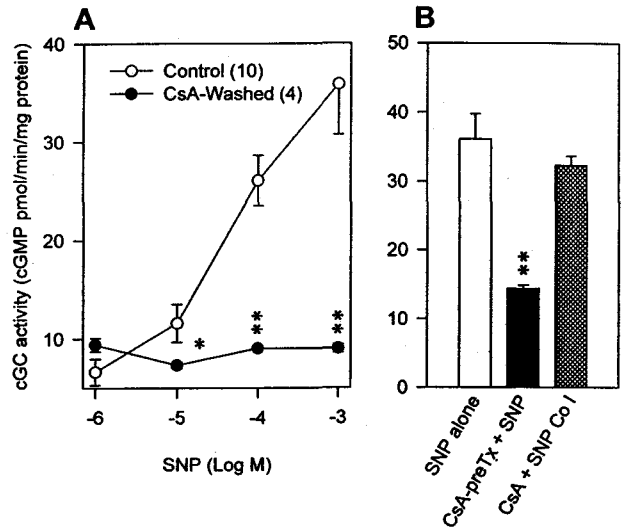 A
B
cGC activity (cGMP pmol/min/mg protein)
40
30
20
10
Control (10)
CsA-Washed (4)
*
**
**
-6
-5
-4
-3
SNP (Log M)
50
40
30
20
10
0
**
SNP alone
CsA-preTx + SNP
CsA + SNP Co I